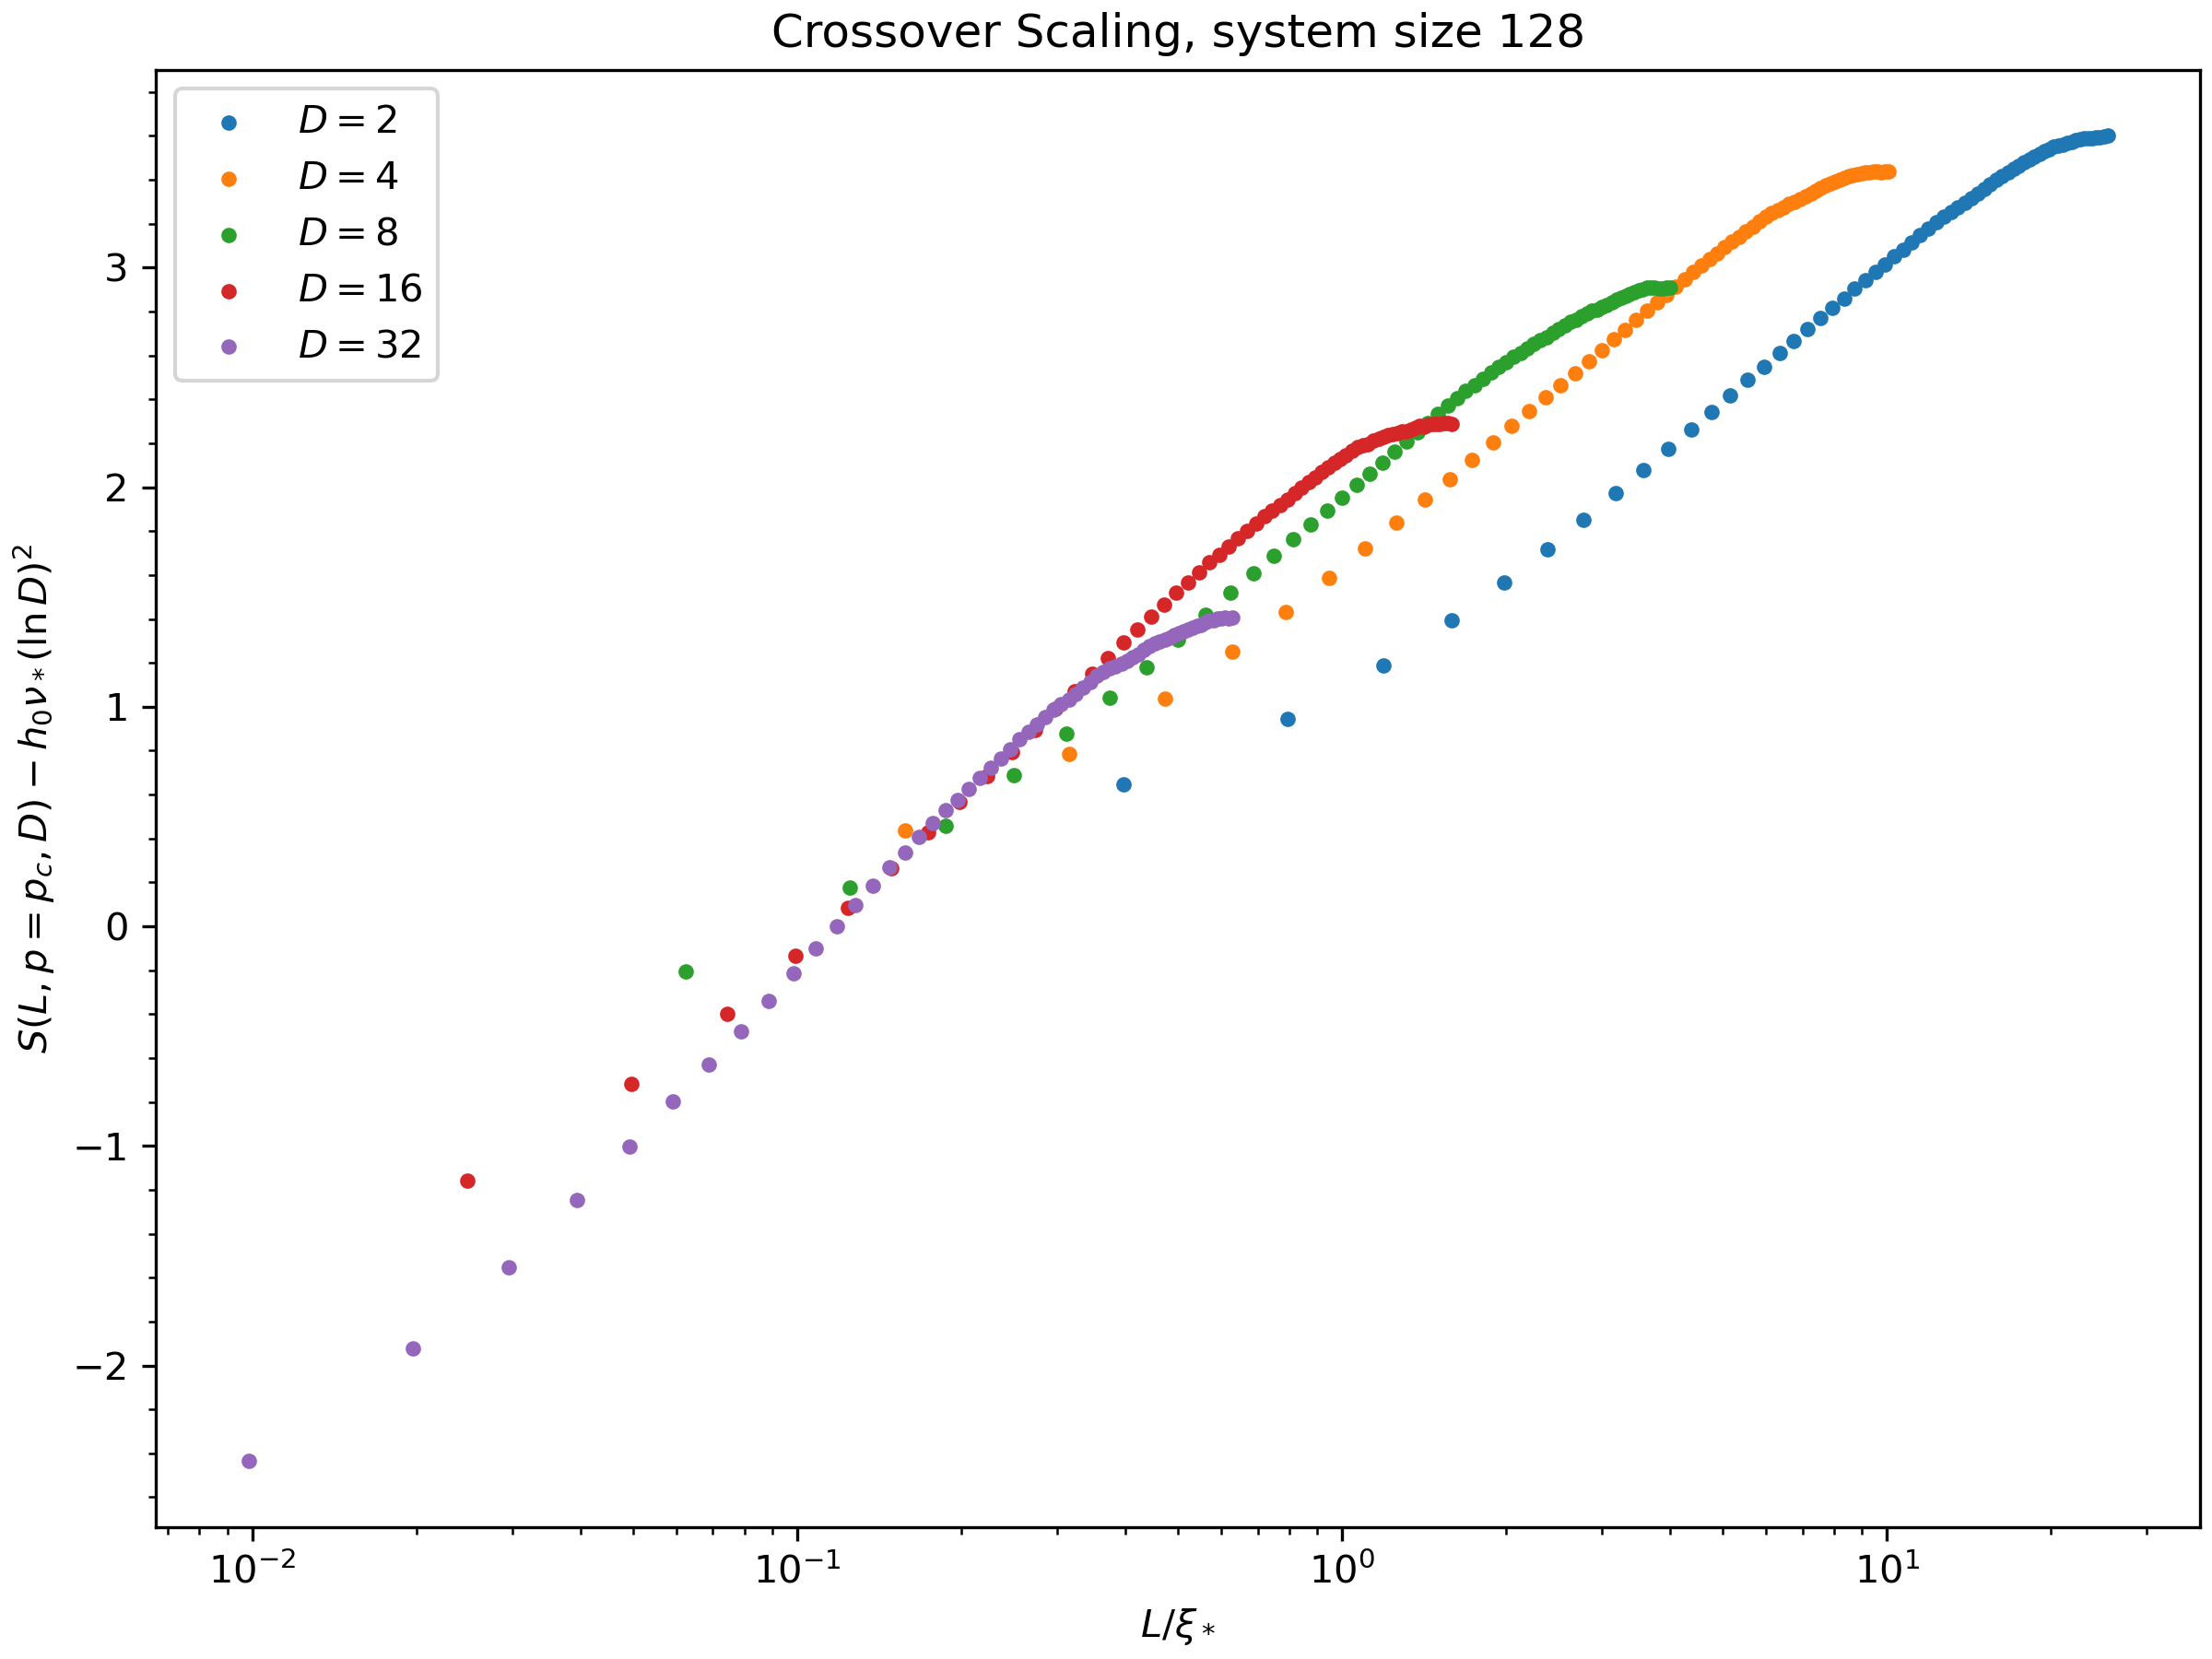 Crossover Scaling, system size 128
D = 2
D = 4
D = 8
D = 16
D = 32
S(L, p = p_c, D) − h_0ν_*(ln D)^2
3
2
1
0
−1
−2
10^{−2}
10^{−1}
10^0
10^1
L/ξ_*